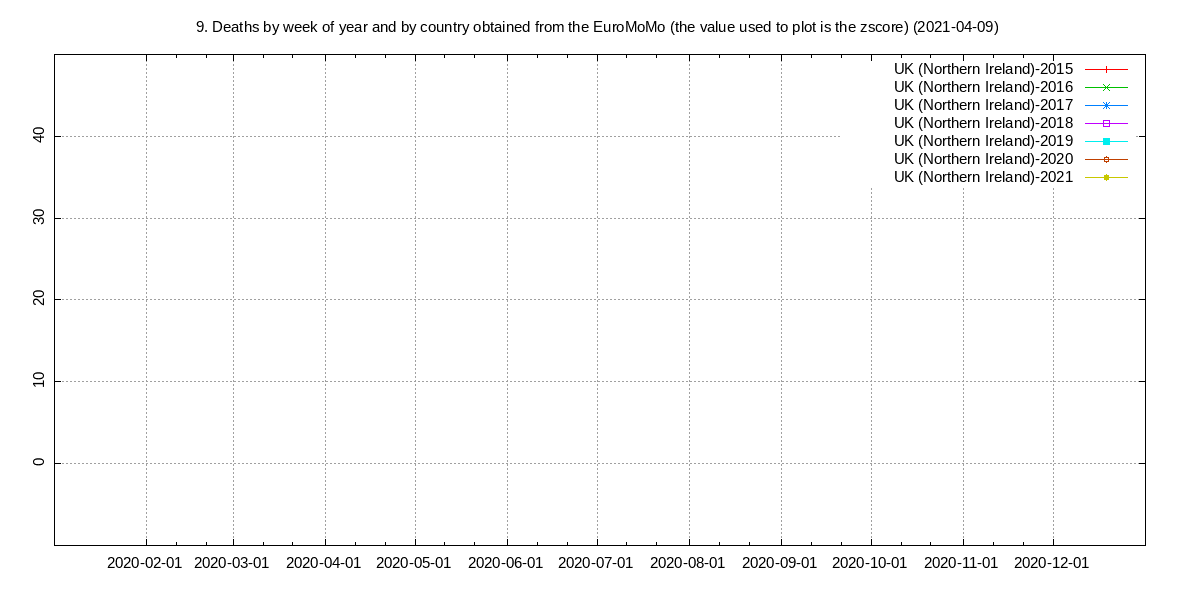 9. Deaths by week of year and by country obtained from the EuroMoMo (the value used to plot is the zscore) (2021-04-09)
UK (Northern Ireland)-2015
UK (Northern Ireland)-2016
UK (Northern Ireland)-2017
UK (Northern Ireland)-2018
UK (Northern Ireland)-2019
UK (Northern Ireland)-2020
UK (Northern Ireland)-2021
40
30
20
10
0
2020-02-01 2020-03-01 2020-04-01 2020-05-01 2020-06-01 2020-07-01 2020-08-01 2020-09-01 2020-10-01 2020-11-01 2020-12-01